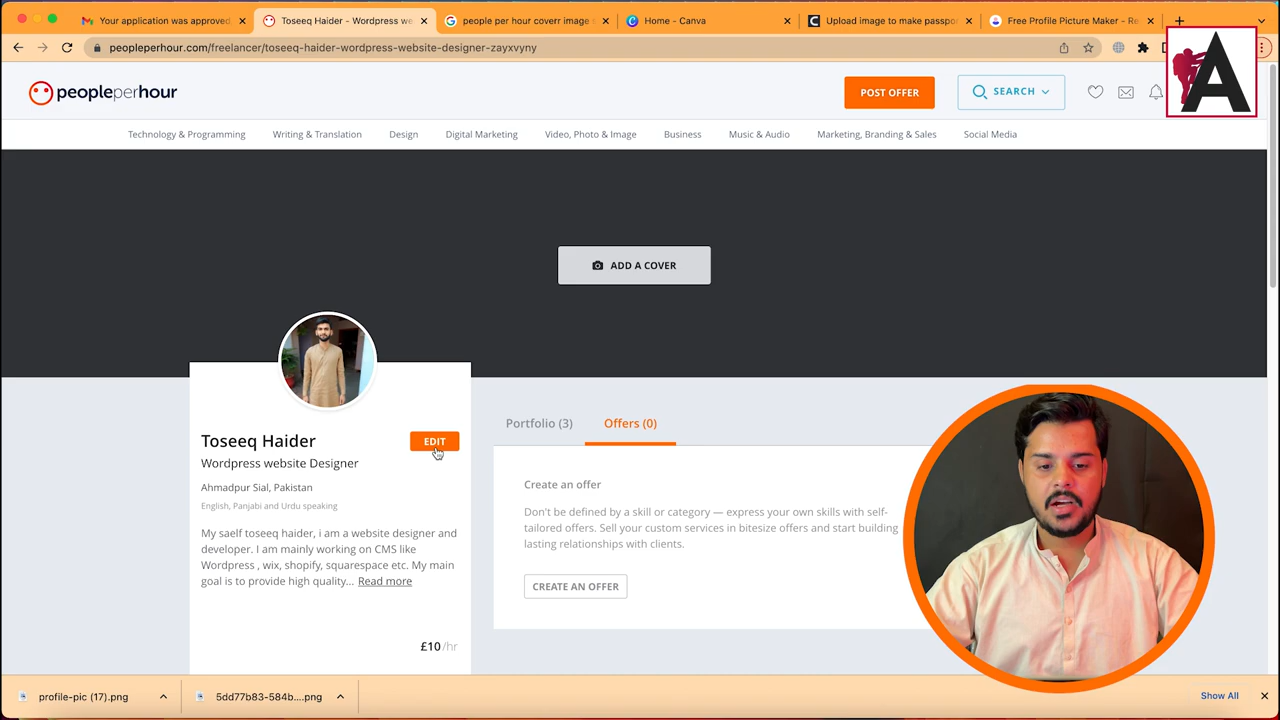 Your application was approved,
Toseeq Haider - Wordpress we
people per hour coverr image s
Home - Canva
Upload image to make passpo
Free Profile Picture Maker - Re
peopleperhour.com/freelancer/toseeq-haider-wordpress-website-designer-zayxvyny
A
peopleperhour
POST OFFER
SEARCH
Technology & Programming Writing & Translation Design Digital Marketing Video, Photo & Image Business Music & Audio Marketing, Branding & Sales Social Media
ADD A COVER
Toseeq Haider
EDIT
Wordpress website Designer
Ahmadpur Sial, Pakistan
English, Panjabi and Urdu speaking
My saelf toseeq haider, i am a website designer and
developer. I am mainly working on CMS like
Wordpress , wix, shopify, squarespace etc. My main
goal is to provide high quality... Read more
£10/hr
Portfolio (3) Offers (0)
Create an offer
Don't be defined by a skill or category — express your own skills with self-
tailored offers. Sell your custom services in bitesize offers and start building
lasting relationships with clients.
CREATE AN OFFER
profile-pic (17).png
5dd77b83-584b....png
Show All